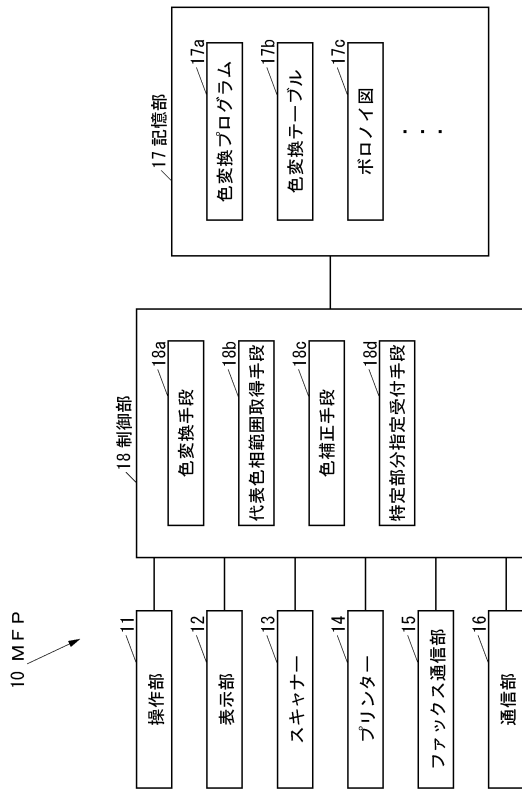 10 MFP
11
操作部
12
表示部
13
スキャナー
14
プリンター
15
ファックス通信部
16
通信部
18 制御部
18a
色変換手段
18b
代表色相範囲取得手段
18c
色補正手段
18d
特定部分指定受付手段
17 記憶部
17a
色変換プログラム
17b
色変換テーブル
17c
ボロノイ図
・・・